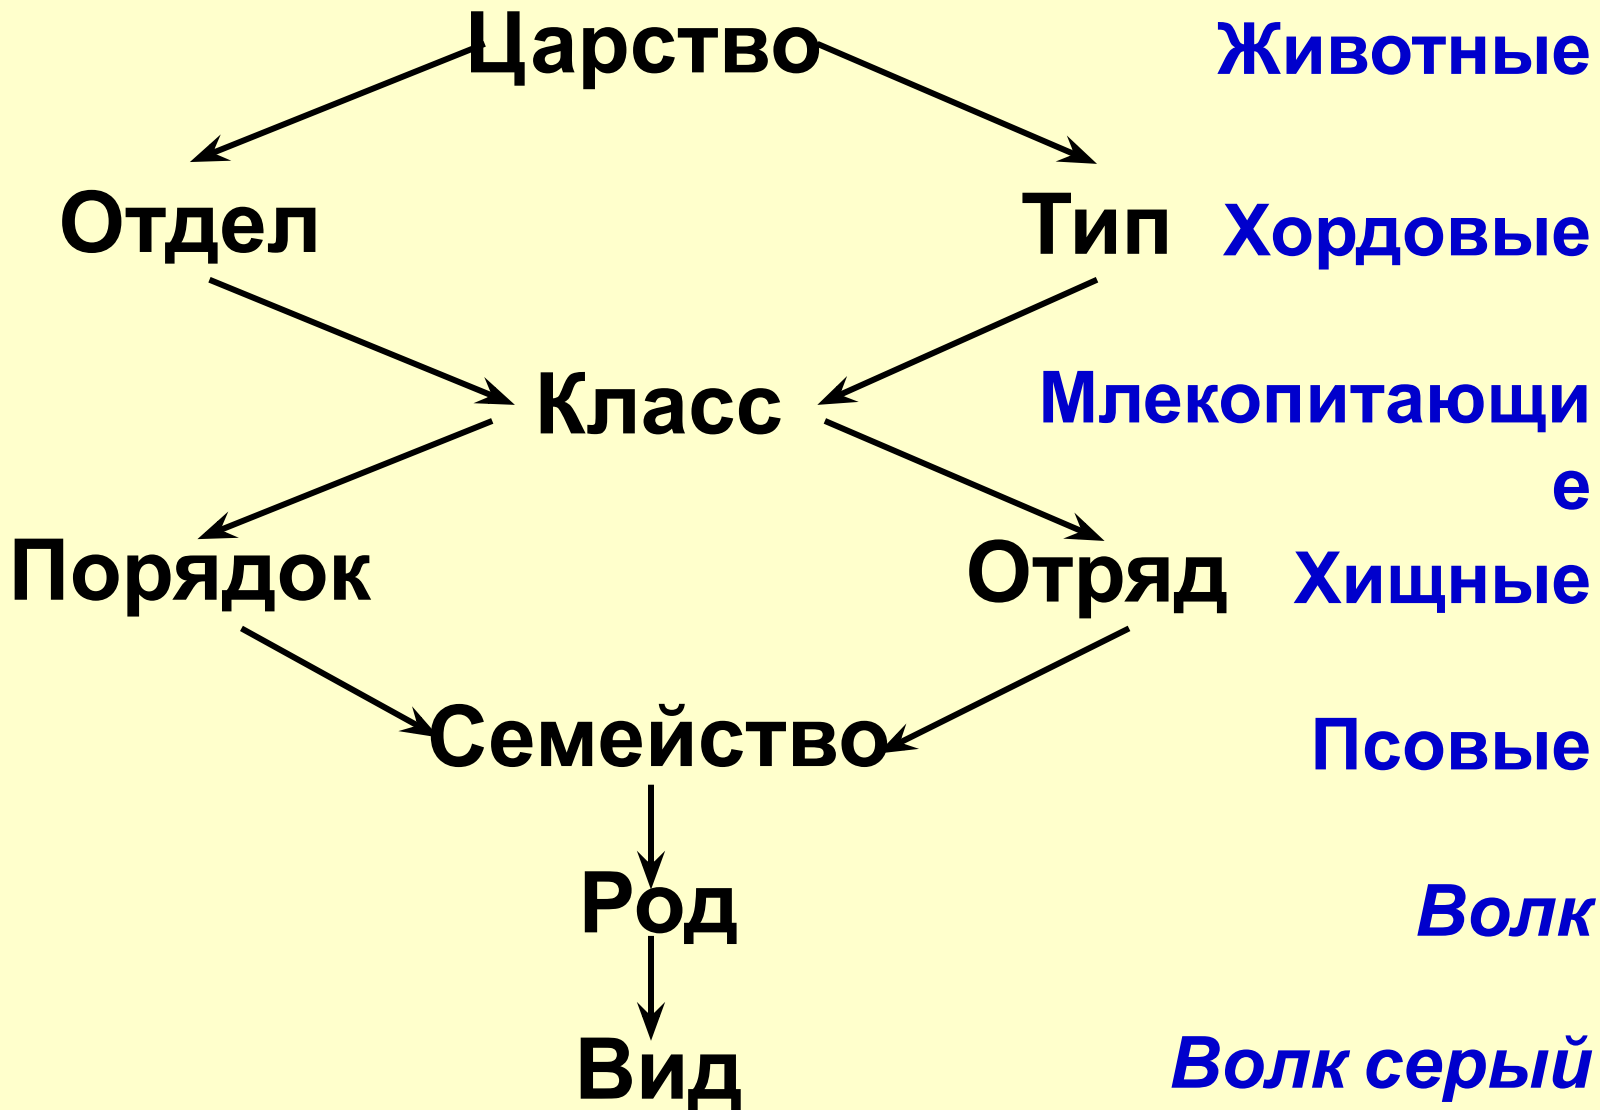 Царство Животные
Отдел Тип Хордовые
Класс Млекопитающи
е
Порядок Отряд Хищные
Семейство Псовые
Род Волк
Вид Волк серый